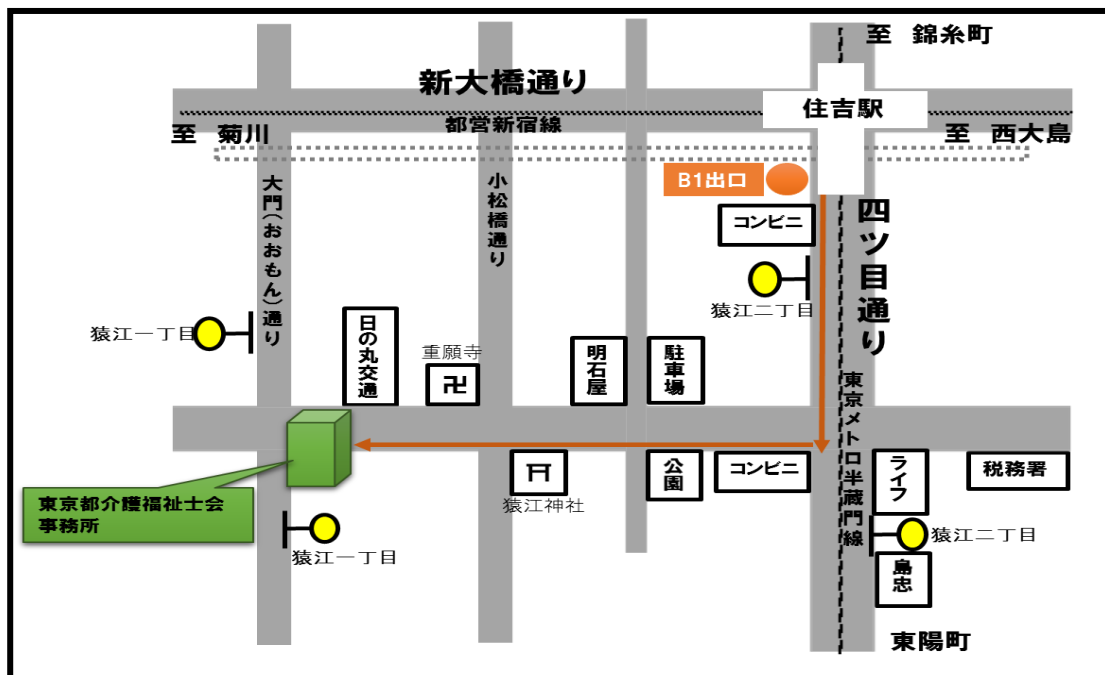 至 錦糸町
新大橋通り
住吉駅
都営新宿線
至 菊川
至 西大島
B1出口
大門(おおもん)通り
小松橋通り
四ツ目通り
コンビニ
猿江二丁目
猿江一丁目
日の丸交通
重願寺
卍
明石屋
駐車場
東京メトロ半蔵門線
猿江神社
公園
コンビニ
ライフ
税務署
東京都介護福祉士会
事務所
猿江一丁目
猿江二丁目
島忠
東陽町